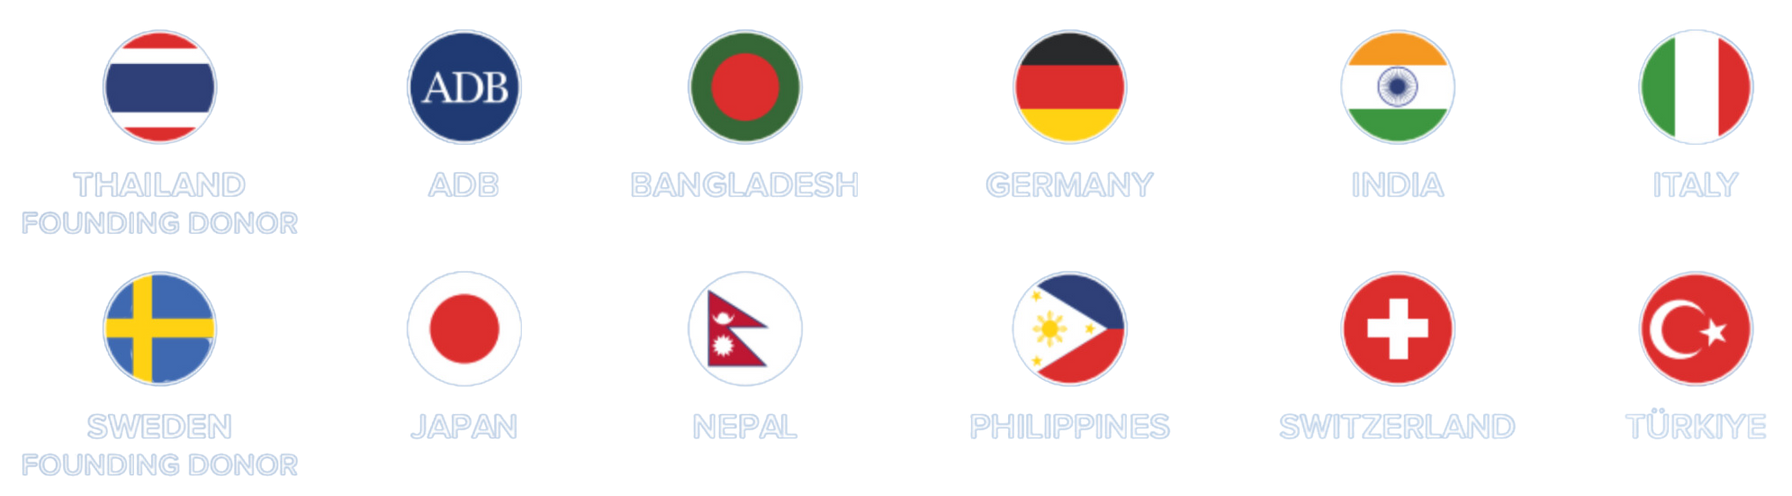 ADB
THAILAND
FOUNDING DONOR
ADB
BANGLADESH
GERMANY
INDIA
ITALY
SWEDEN
FOUNDING DONOR
JAPAN
NEPAL
PHILIPPINES
SWITZERLAND
TÜRKIYE